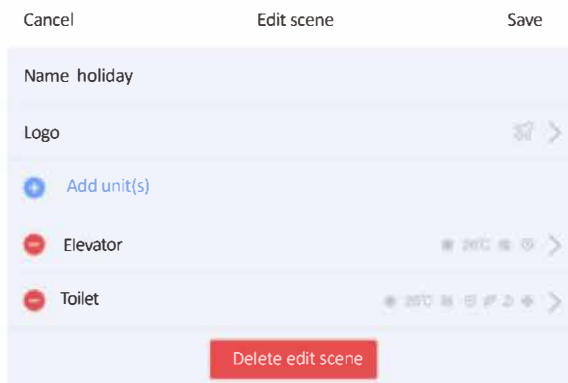 Cancel Edit scene Save
Name holiday
Logo
Add unit(s)
Elevator
Toilet
Delete edit scene